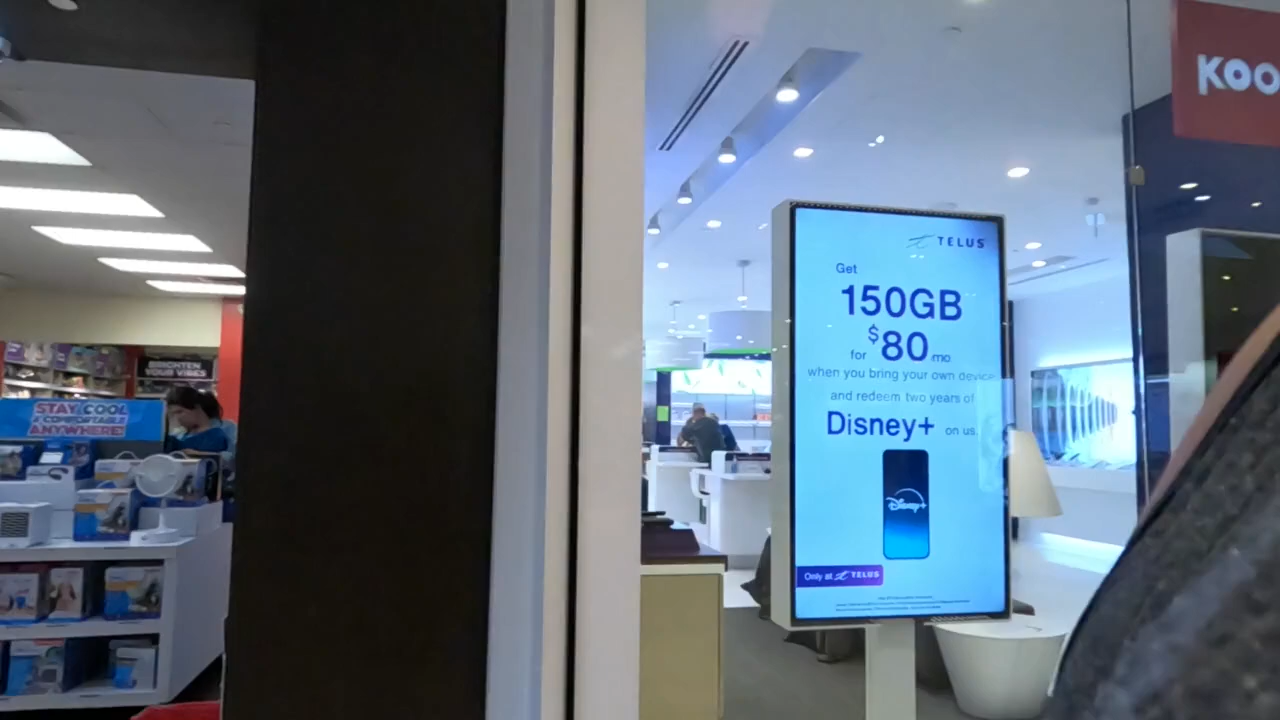 BRIGHTEN
YOUR VIBES
STAY COOL
& COMFORTABLE
ANYWHERE!
TELUS
Get
150GB
for $80 mo
when you bring your own device
and redeem two years of
Disney+ on us.
Disney+
Only at TELUS
KOO